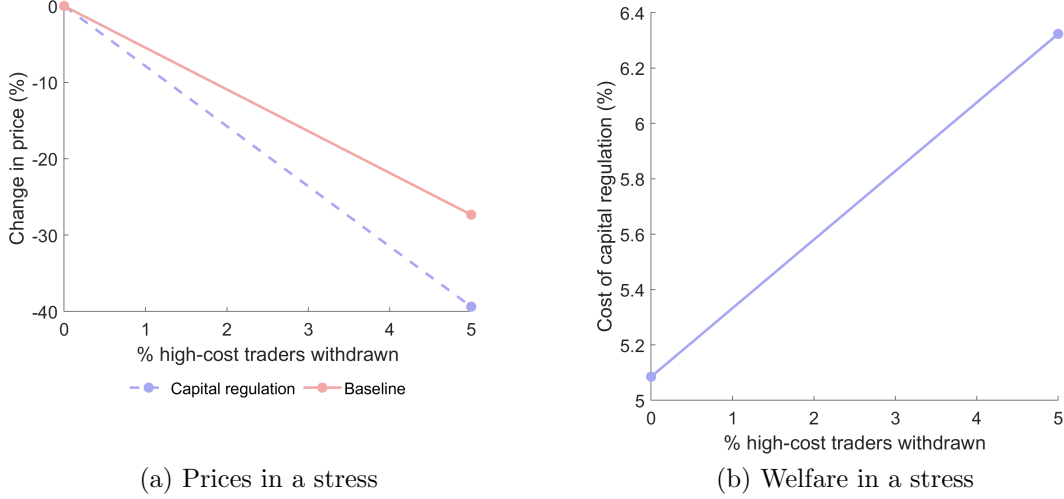 Change in price (%)
0
-10
-20
-30
-40
0 1 2 3 4 5
% high-cost traders withdrawn
Capital regulation Baseline
(a) Prices in a stress
Cost of capital regulation (%)
6.4
6.2
6
5.8
5.6
5.4
5.2
5
0 1 2 3 4 5
% high-cost traders withdrawn
(b) Welfare in a stress